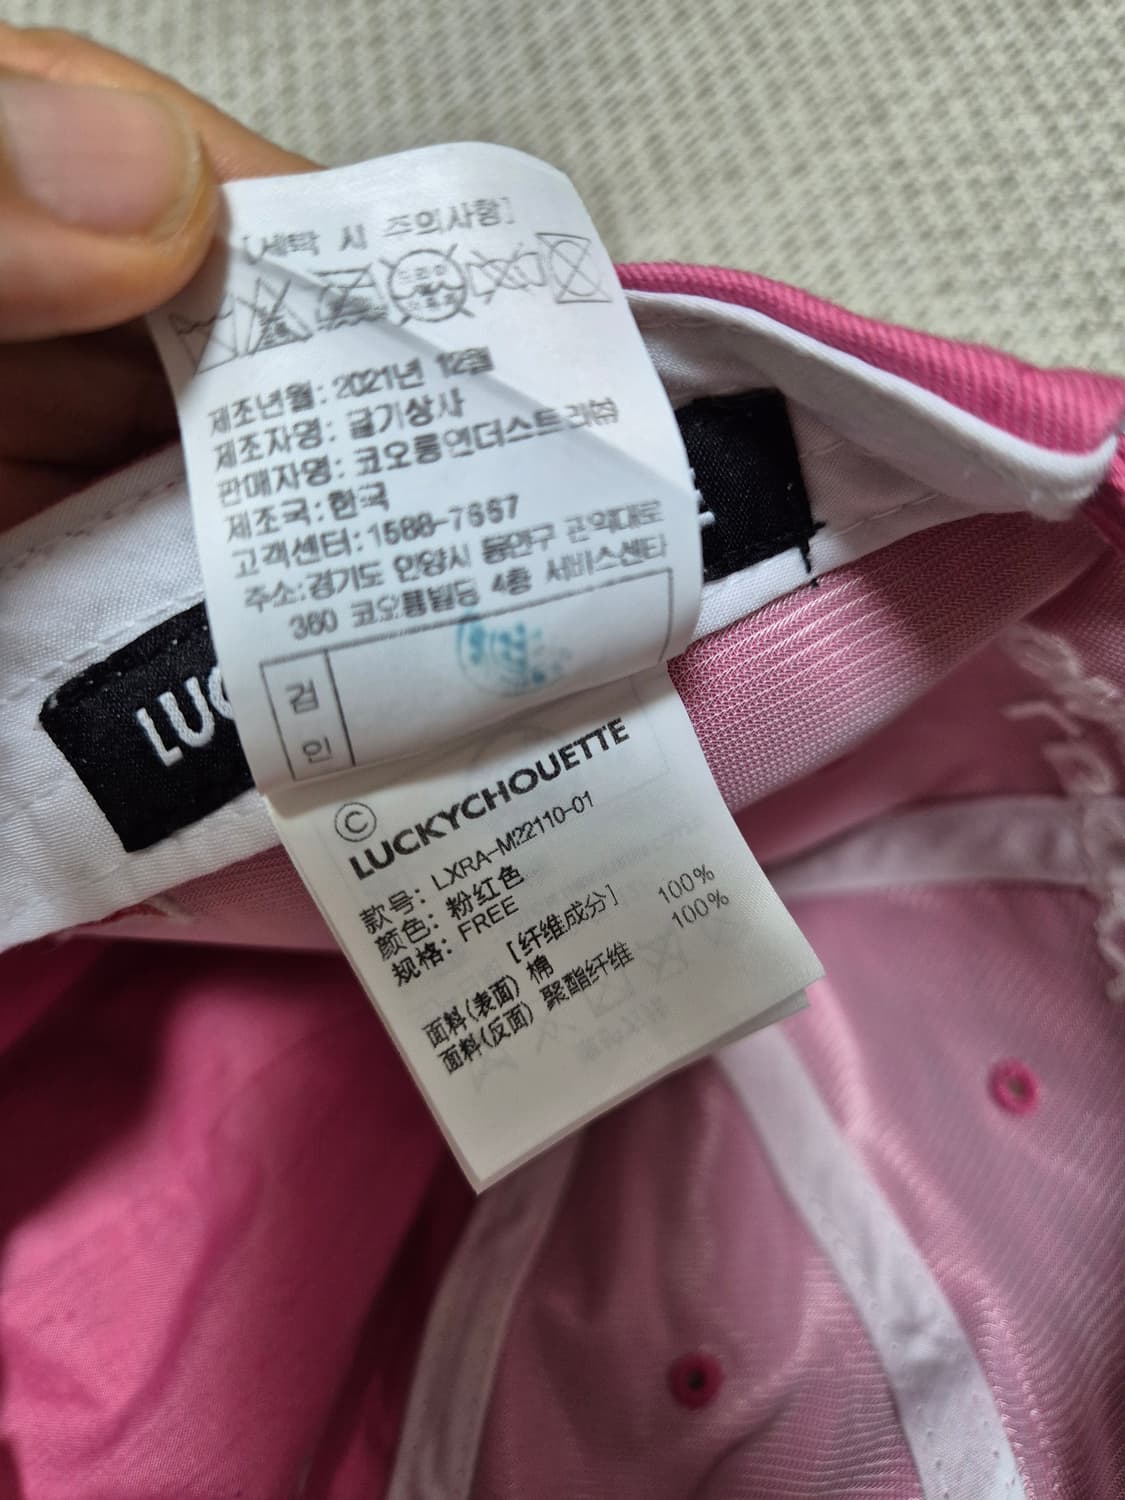 [세탁 시 주의사항]
드라이
제조년월: 2021년 12월
제조자명: 글기상사
판매자명: 코오롱인더스트리㈜
제조국: 한국
고객센터: 1588-7667
주소: 경기도 안양시 동안구 관악대로
360 코오롱빌딩 4층 서비스센타
검
인
LUC
© LUCKYCHOUETTE
款号: LXRA-M22110-01
颜色: 粉红色
规格: FREE
[纤维成分]
面料(表面) 棉 100%
面料(反面) 聚酯纤维 100%